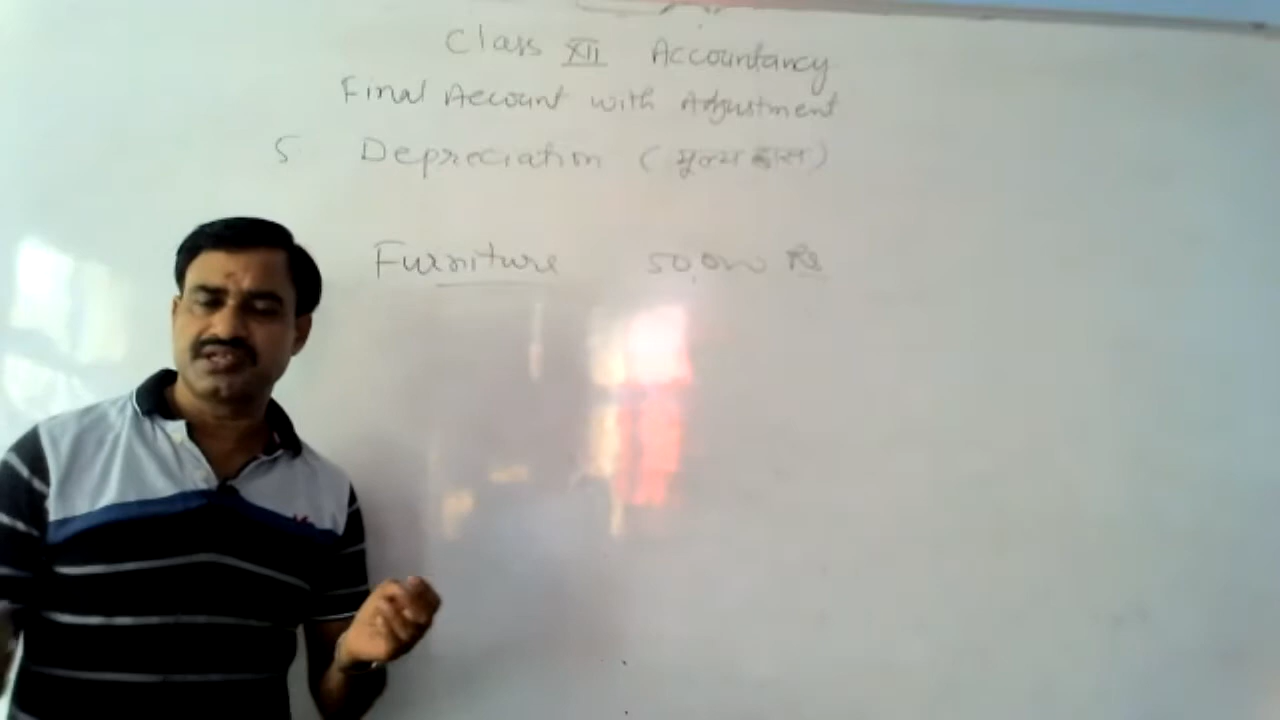 Class XII Accountancy
Final Account with Adjustment
5 Depreciation (मूल्य ह्रास)
Furniture 50,000 Rs